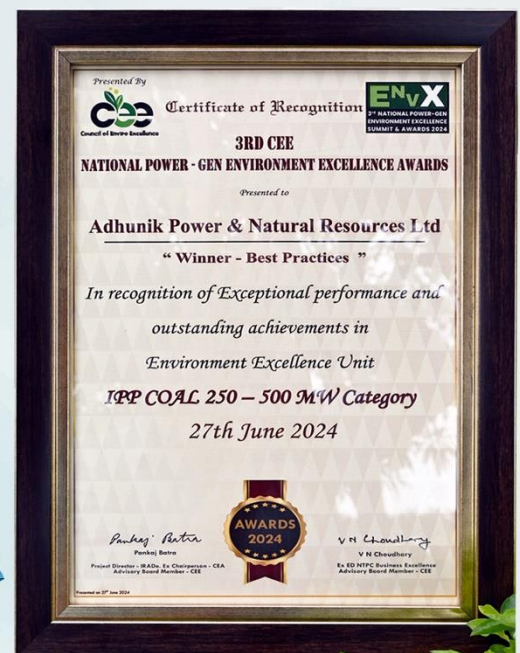 Presented By
cee
Council of Enviro Excellence
Certificate of Recognition
ENVX
3rd NATIONAL POWER-GEN
ENVIRONMENT EXCELLENCE
SUMMIT & AWARDS 2024
3RD CEE
NATIONAL POWER - GEN ENVIRONMENT EXCELLENCE AWARDS
Presented to
Adhunik Power & Natural Resources Ltd
“ Winner - Best Practices ”
In recognition of Exceptional performance and
outstanding achievements in
Environment Excellence Unit
IPP COAL 250 – 500 MW Category
27th June 2024
AWARDS
2024
Pankaj Batra
Pankaj Batra
Project Director - IRADe. Ex Chairperson - CEA
Advisory Board Member - CEE
V N Choudhary
V N Choudhary
Ex ED NTPC Business Excellence
Advisory Board Member - CEE
Presented on 27th June 2024